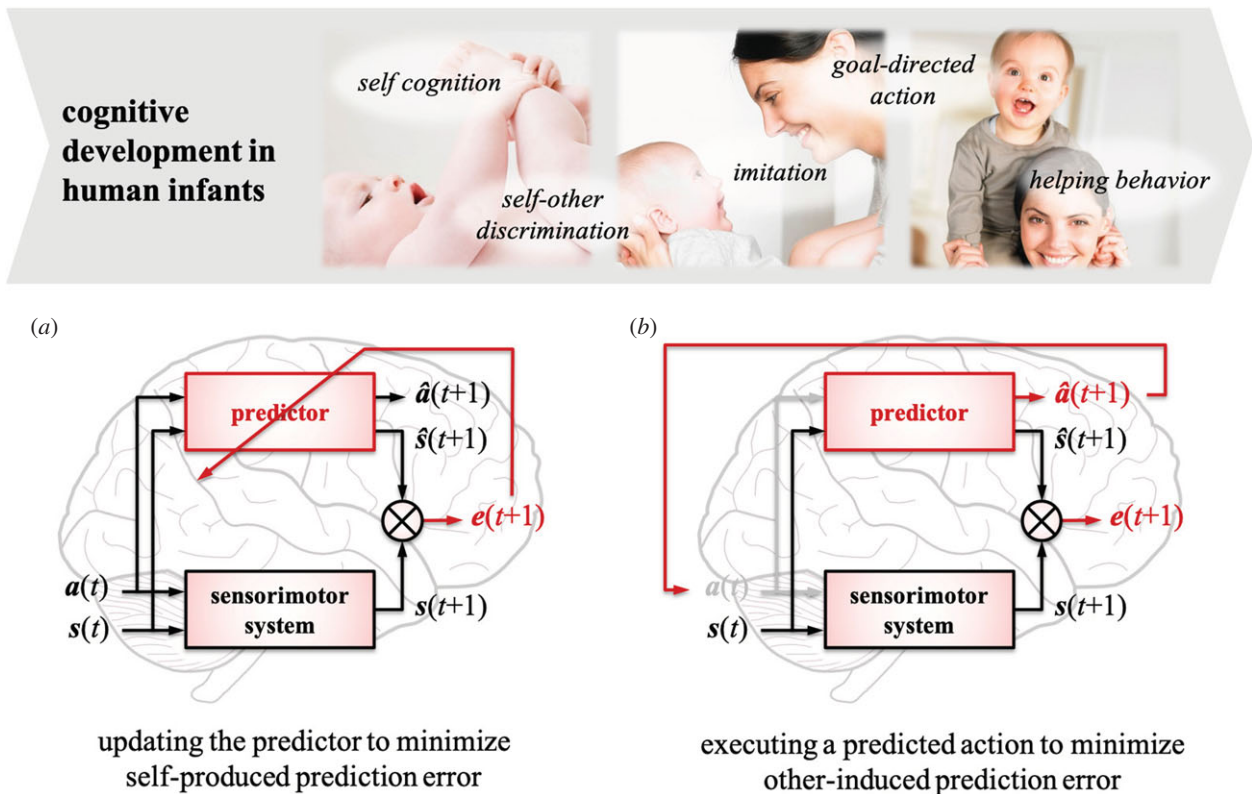 cognitive
development in
human infants
self cognition
self-other
discrimination
imitation
goal-directed
action
helping behavior
(a)
predictor
â(t+1)
ŝ(t+1)
e(t+1)
a(t)
s(t)
sensorimotor
system
s(t+1)
updating the predictor to minimize
self-produced prediction error
(b)
predictor
â(t+1)
ŝ(t+1)
e(t+1)
a(t)
s(t)
sensorimotor
system
s(t+1)
executing a predicted action to minimize
other-induced prediction error